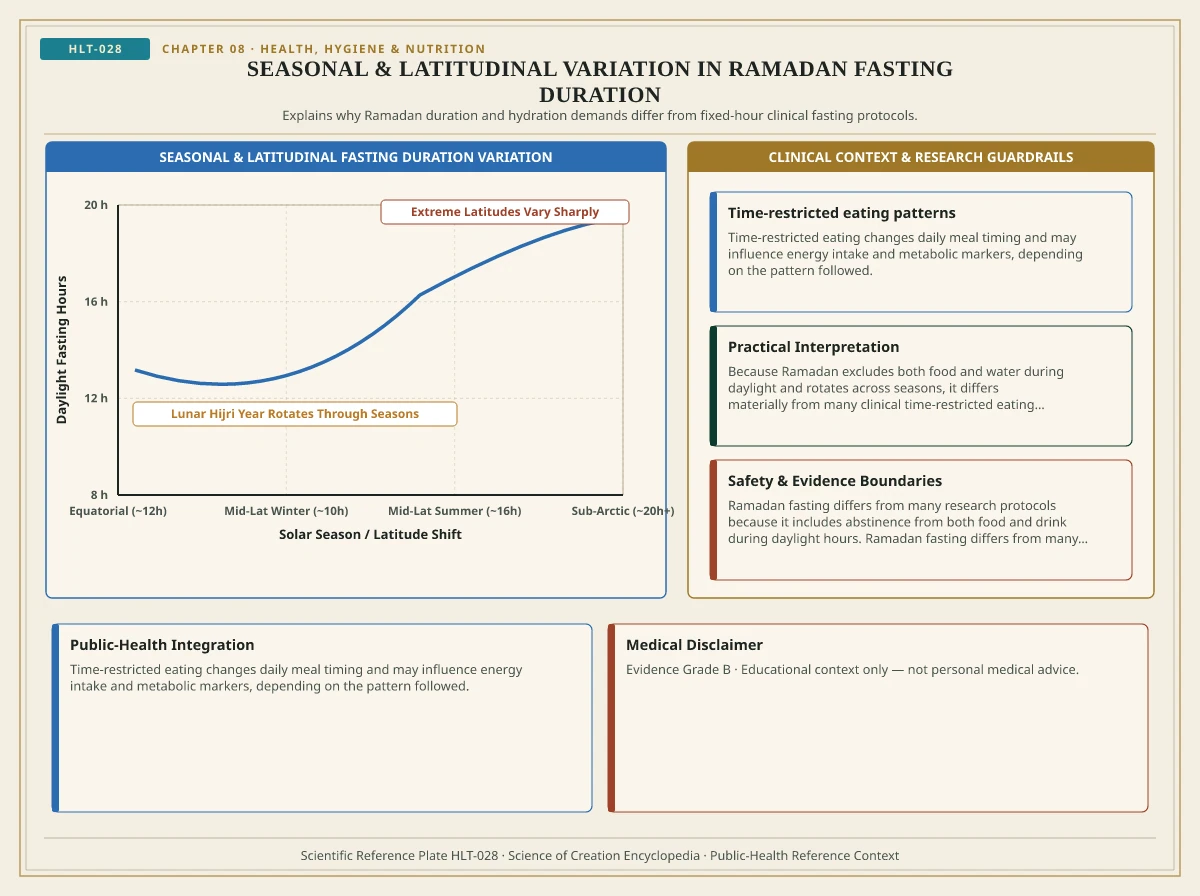 HLT-028
CHAPTER 08 · HEALTH, HYGIENE & NUTRITION
SEASONAL & LATITUDINAL VARIATION IN RAMADAN FASTING
DURATION
Explains why Ramadan duration and hydration demands differ from fixed-hour clinical fasting protocols.
SEASONAL & LATITUDINAL FASTING DURATION VARIATION
20 h
16 h
12 h
8 h
Daylight Fasting Hours
Extreme Latitudes Vary Sharply
Lunar Hijri Year Rotates Through Seasons
Equatorial (~12h)
Mid-Lat Winter (~10h)
Mid-Lat Summer (~16h)
Sub-Arctic (~20h+)
Solar Season / Latitude Shift
CLINICAL CONTEXT & RESEARCH GUARDRAILS
Time-restricted eating patterns
Time-restricted eating changes daily meal timing and may
influence energy intake and metabolic markers, depending
on the pattern followed.
Practical Interpretation
Because Ramadan excludes both food and water during
daylight and rotates across seasons, it differs
materially from many clinical time-restricted eating...
Safety & Evidence Boundaries
Ramadan fasting differs from many research protocols
because it includes abstinence from both food and drink
during daylight hours. Ramadan fasting differs from many...
Public-Health Integration
Time-restricted eating changes daily meal timing and may influence energy
intake and metabolic markers, depending on the pattern followed.
Medical Disclaimer
Evidence Grade B · Educational context only — not personal medical advice.
Scientific Reference Plate HLT-028 · Science of Creation Encyclopedia · Public-Health Reference Context